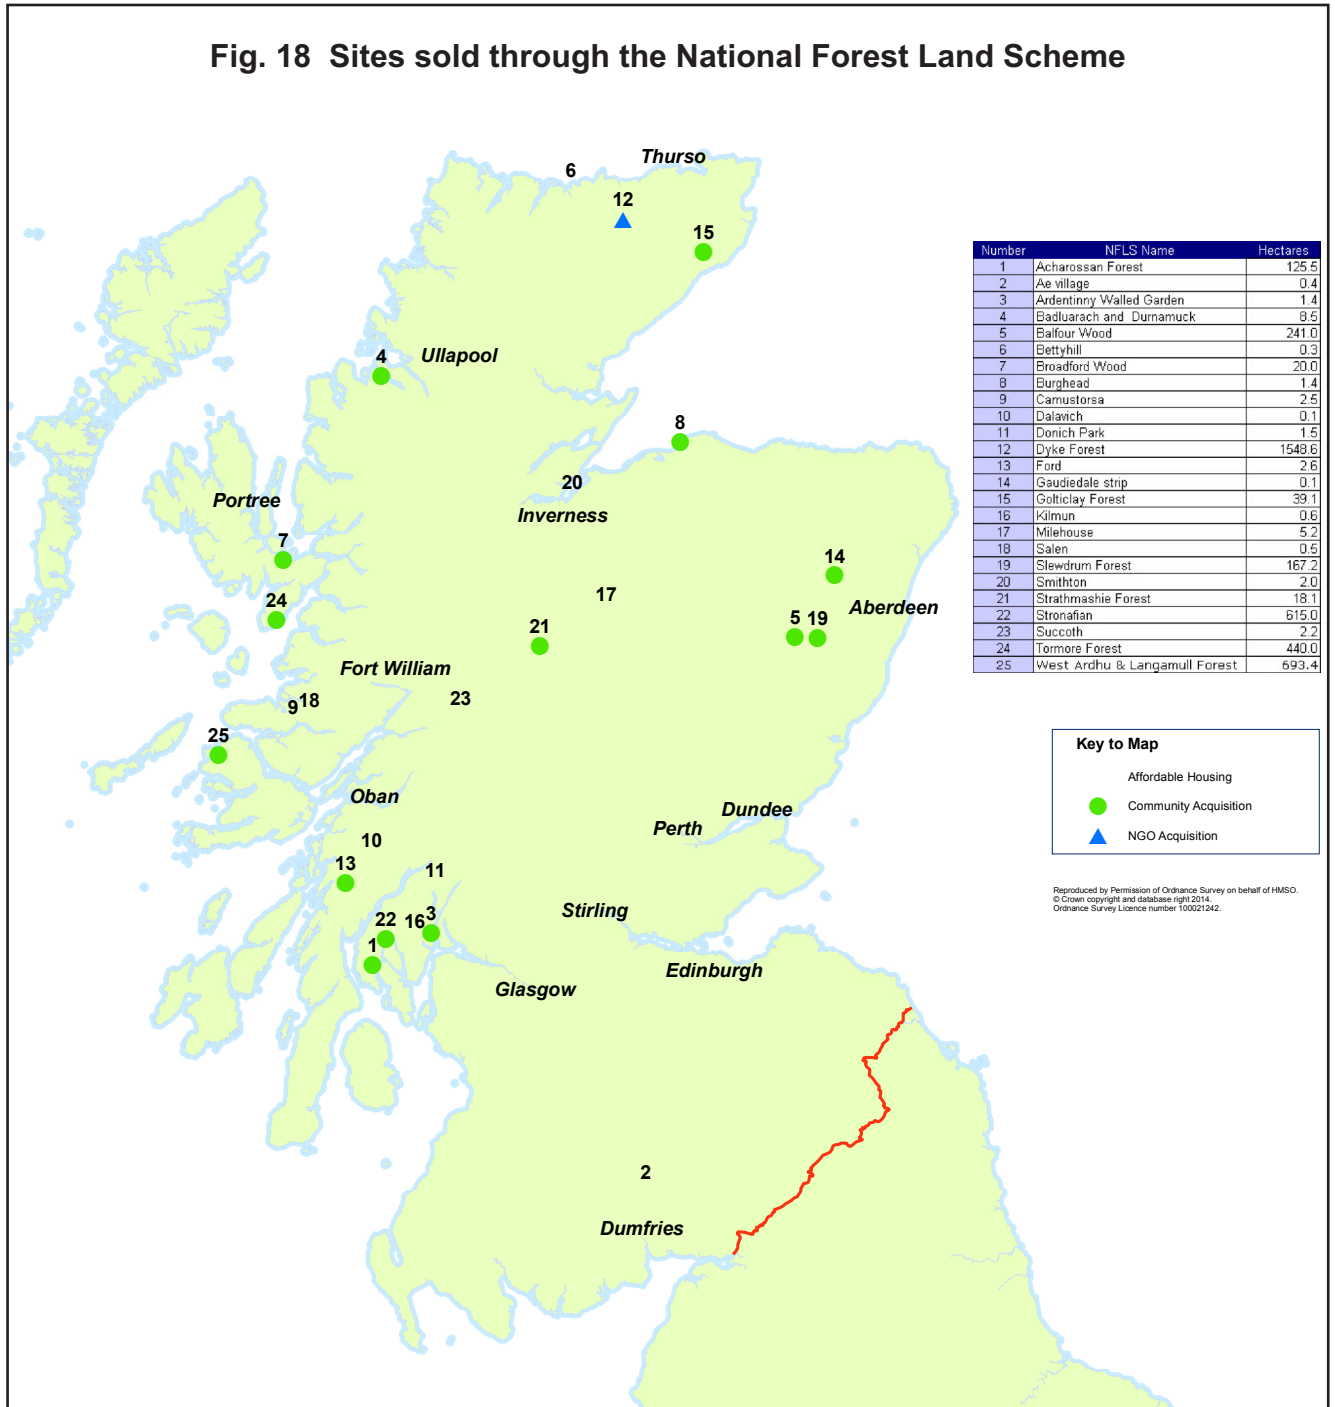 Fig. 18  Sites sold through the National Forest Land Scheme
Thurso
6
12
15
Ullapool
4
8
20
Inverness
Portree
7
14
17
24
Aberdeen
5 19
21
Fort William
23
9 18
25
Oban
Dundee
Perth
10
13
11
Stirling
22 16 3
1
Edinburgh
Glasgow
2
Dumfries
Number NFLS Name Hectares
1 Acharossan Forest 125.5
2 Ae village 0.4
3 Ardentinny Walled Garden 1.4
4 Badluarach and Durnamuck 8.5
5 Balfour Wood 241.0
6 Bettyhill 0.3
7 Broadford Wood 20.0
8 Burghead 1.4
9 Camustorsa 2.5
10 Dalavich 0.1
11 Donich Park 1.5
12 Dyke Forest 1548.6
13 Ford 2.6
14 Gaudiedale strip 0.1
15 Golticlay Forest 39.1
16 Kilmun 0.6
17 Milehouse 5.2
18 Salen 0.5
19 Slewdrum Forest 167.2
20 Smithton 2.0
21 Strathmashie Forest 18.1
22 Stronafian 615.0
23 Succoth 2.2
24 Tormore Forest 440.0
25 West Ardhu & Langamull Forest 693.4
Key to Map
Affordable Housing
Community Acquisition
NGO Acquisition
Reproduced by Permission of Ordnance Survey on behalf of HMSO.
© Crown copyright and database right 2014.
Ordnance Survey Licence number 100021242.